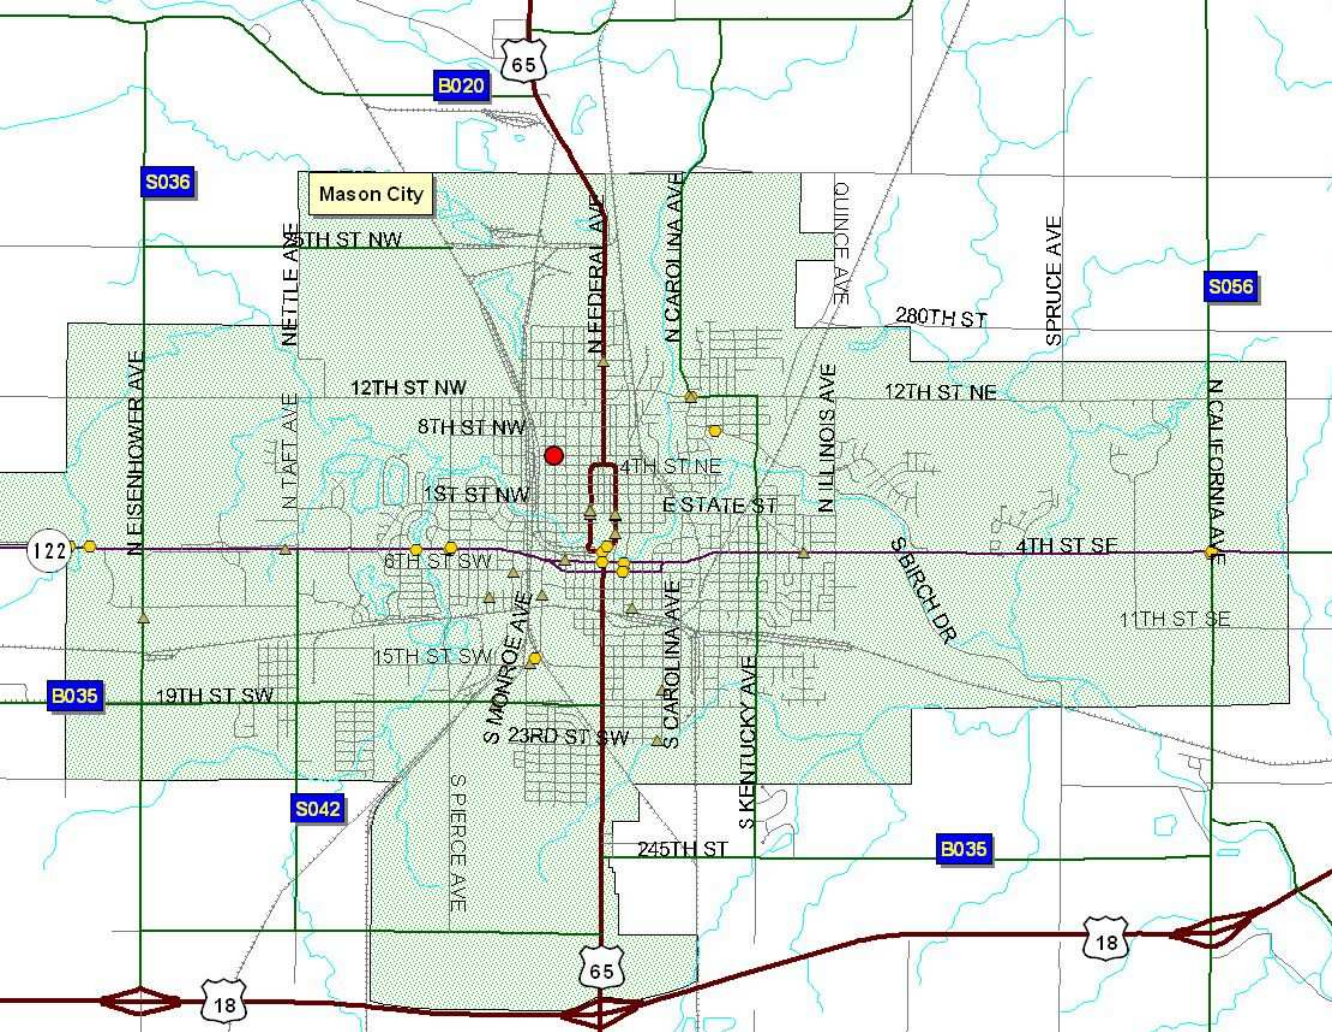 65
B020
S036
Mason City
N FEDERAL AVE
N CAROLINA AVE
QUINCE AVE
SPRUCE AVE
NETTLE AVE
5TH ST NW
S056
280TH ST
N EISENHOWER AVE
12TH ST NW
N TAFT AVE
8TH ST NW
1ST ST NW
4TH ST NE
E STATE ST
N ILLINOIS AVE
12TH ST NE
N CALIFORNIA AVE
122
6TH ST SW
4TH ST SE
S BIRCH DR
11TH ST SE
15TH ST SW
S MONROE AVE
S CAROLINA AVE
B035
19TH ST SW
23RD ST SW
S KENTUCKY AVE
S042
S PIERCE AVE
245TH ST
B035
18
65
18